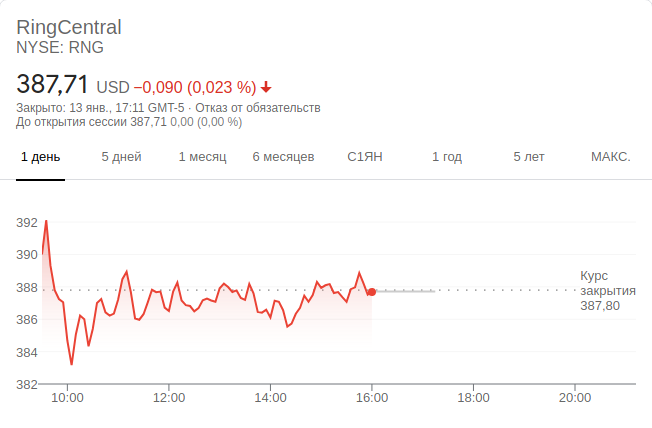 RingCentral
NYSE: RNG
387,71 USD −0,090 (0,023 %)
Закрыто: 13 янв., 17:11 GMT-5 · Отказ от обязательств
До открытия сессии 387,71 0,00 (0,00 %)
1 день 5 дней 1 месяц 6 месяцев С1ЯН 1 год 5 лет МАКС.
392
390
388
386
384
382
Курс
закрытия
387,80
10:00 12:00 14:00 16:00 18:00 20:00